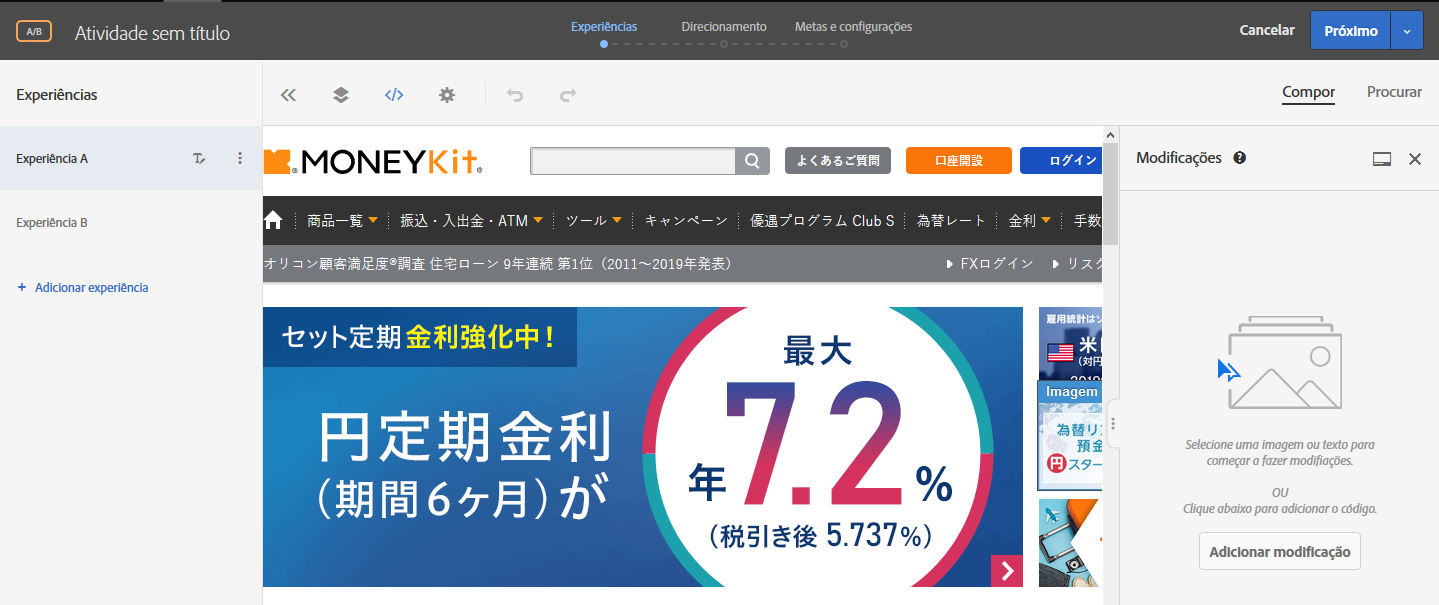 A/B
Atividade sem título
Experiências
Direcionamento
Metas e configurações
Cancelar
Próximo
Experiências
Compor
Procurar
Experiência A
Experiência B
+ Adicionar experiência
MONEYKit
よくあるご質問
口座開設
ログイン
商品一覧
振込・入出金・ATM
ツール
キャンペーン
優遇プログラム Club S
為替レート
金利
手数
オリコン顧客満足度®調査 住宅ローン 9年連続 第1位（2011～2019年発表）
FXログイン
リスク
セット定期 金利強化中！
円定期金利
（期間6ヶ月）が
最大
年7.2%
（税引き後 5.737%）
雇用統計はソ
米
（対円
Imagem
為替リ
預金
円スター
Modificações
Selecione uma imagem ou texto para
começar a fazer modifiações.
OU
Clique abaixo para adicionar o código.
Adicionar modificação